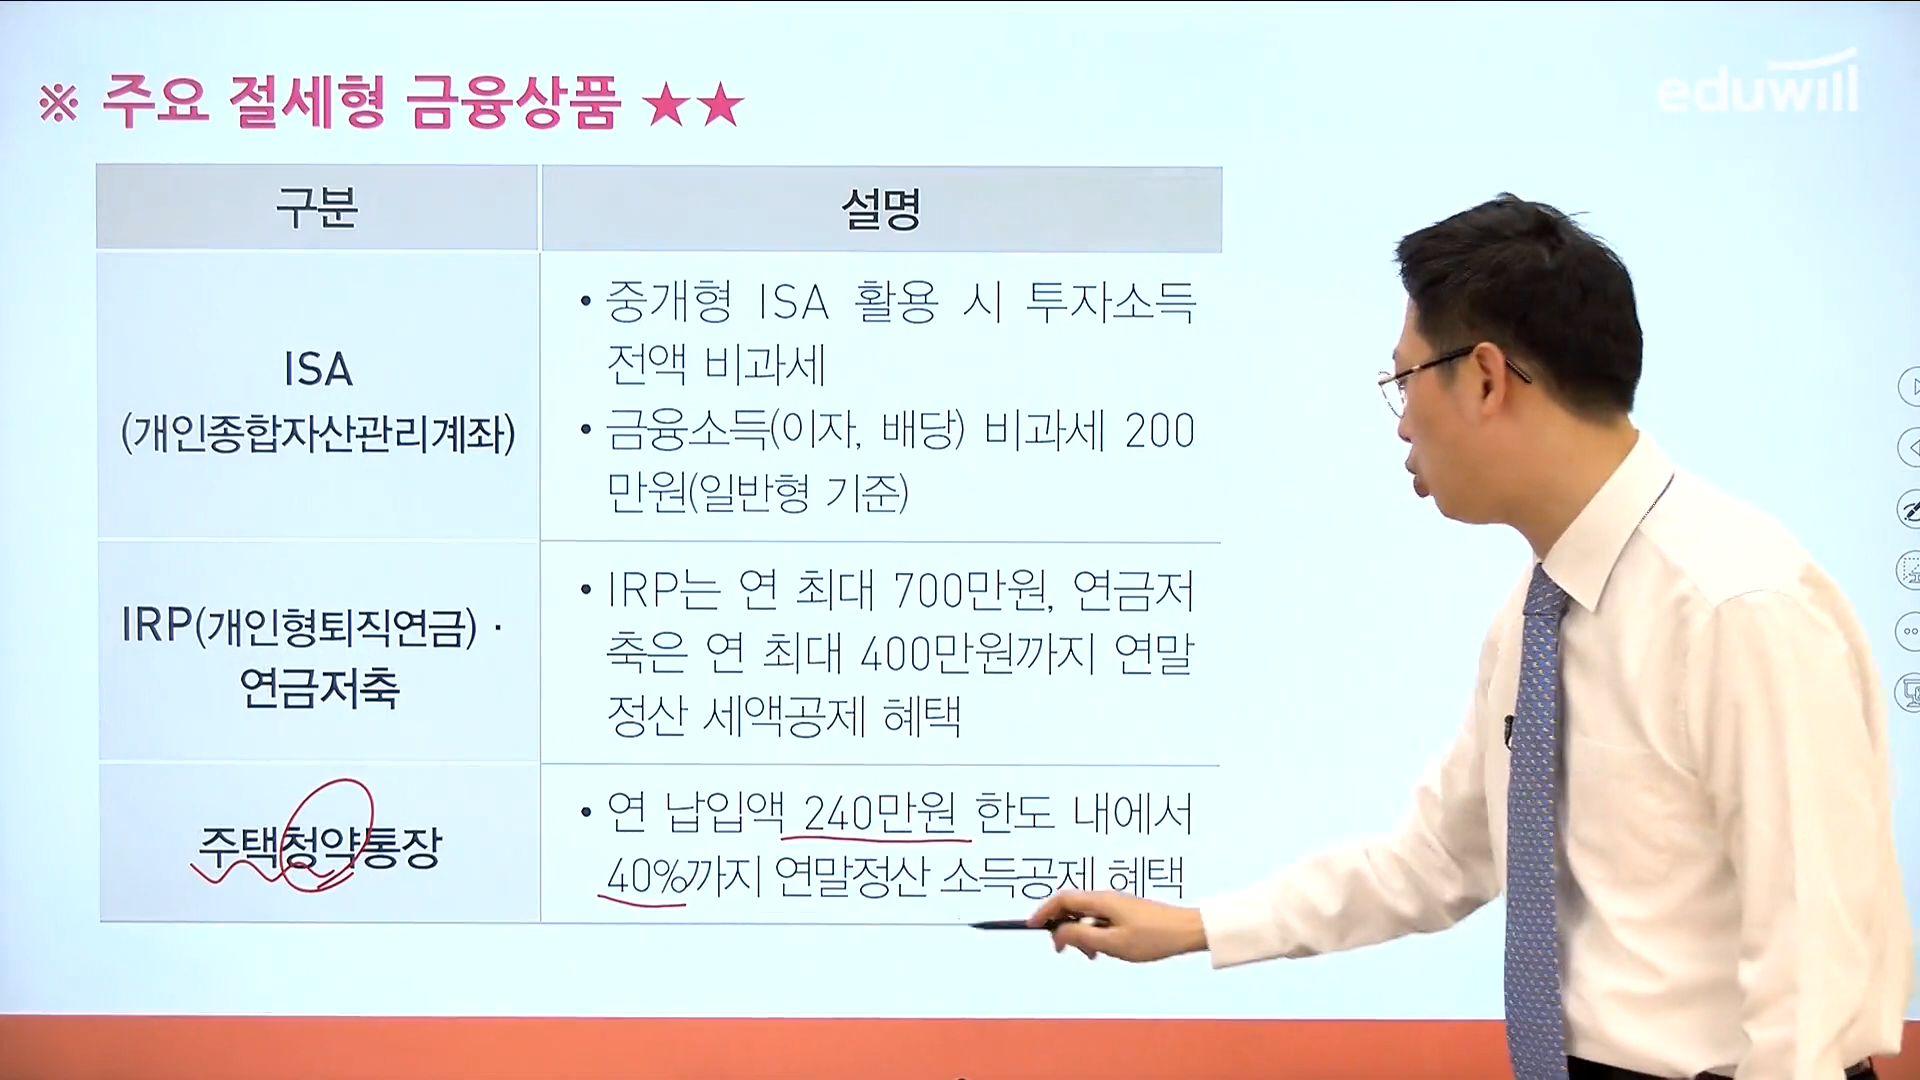 ※ 주요 절세형 금융상품 ★★
eduwill
구분
설명
ISA
(개인종합자산관리계좌)
• 중개형 ISA 활용 시 투자소득
전액 비과세
• 금융소득(이자, 배당) 비과세 200
만원(일반형 기준)
IRP(개인형퇴직연금) ·
연금저축
• IRP는 연 최대 700만원, 연금저
축은 연 최대 400만원까지 연말
정산 세액공제 혜택
주택청약통장
• 연 납입액 240만원 한도 내에서
40%까지 연말정산 소득공제 혜택